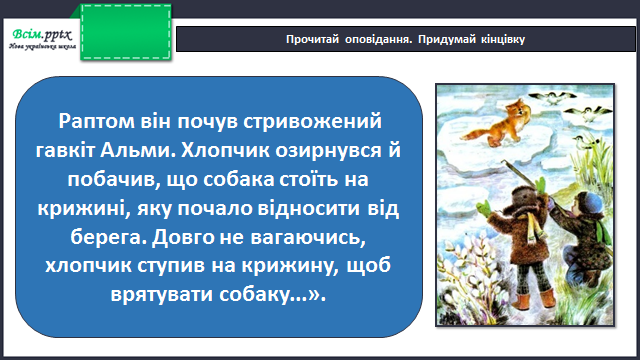 Всім.pptx
Нова українська школа
Прочитай оповідання. Придумай кінцівку
Раптом він почув стривожений
гавкіт Альми. Хлопчик озирнувся й
побачив, що собака стоїть на
крижині, яку почало відносити від
берега. Довго не вагаючись,
хлопчик ступив на крижину, щоб
врятувати собаку...».